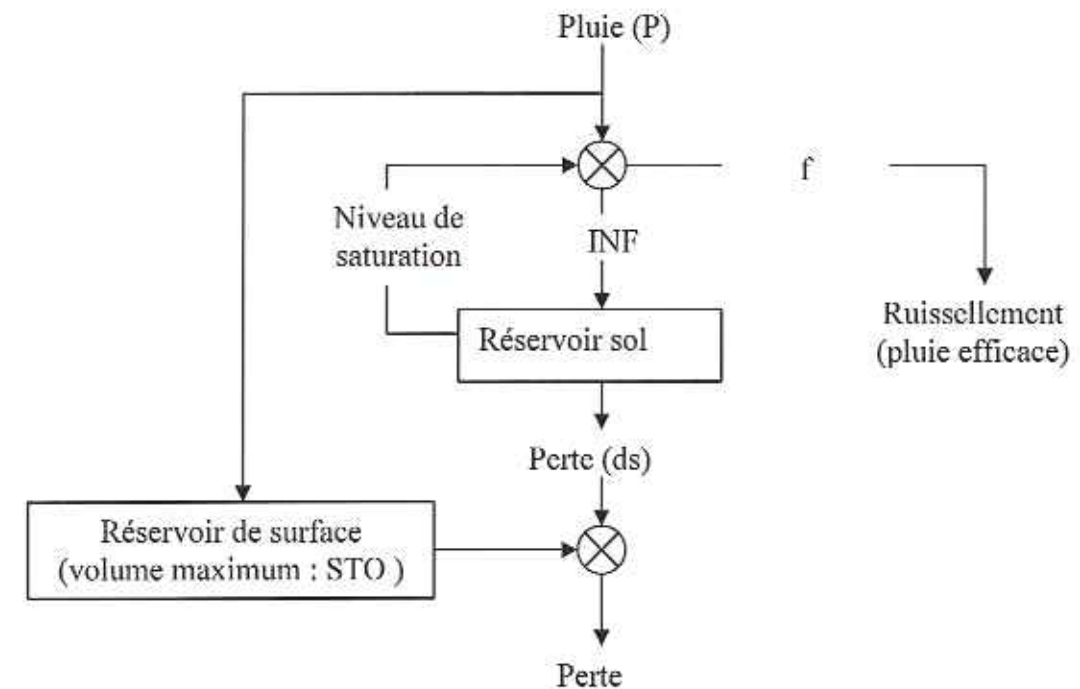 Pluie (P)
f
Niveau de
saturation
INF
Ruissellement
(pluie efficace)
Réservoir sol
Perte (ds)
Réservoir de surface
(volume maximum : STO )
Perte